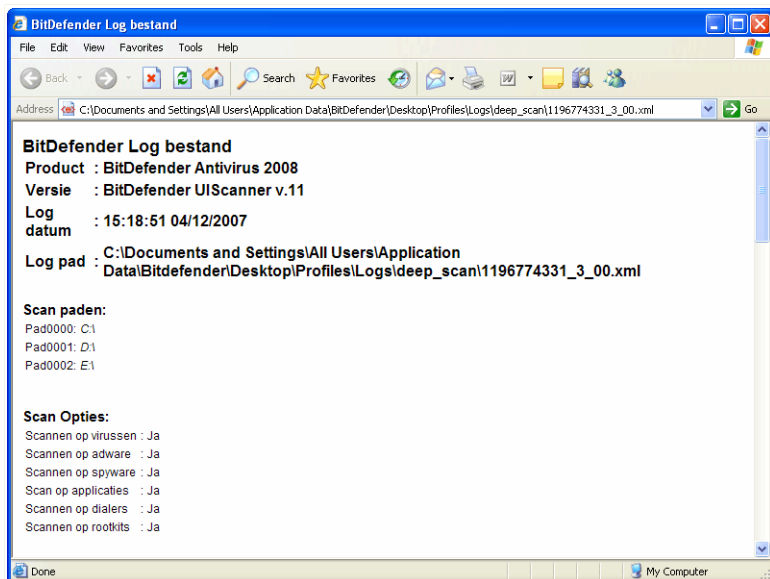 BitDefender Log bestand
File Edit View Favorites Tools Help
Back Search Favorites
Address C:\Documents and Settings\All Users\Application Data\BitDefender\Desktop\Profiles\Logs\deep_scan\1196774331_3_00.xml Go
BitDefender Log bestand
Product : BitDefender Antivirus 2008
Versie : BitDefender UIScanner v.11
Log datum : 15:18:51 04/12/2007
Log pad : C:\Documents and Settings\All Users\Application
Data\Bitdefender\Desktop\Profiles\Logs\deep_scan\1196774331_3_00.xml
Scan paden:
Pad0000: C:\
Pad0001: D:\
Pad0002: E:\
Scan Opties:
Scannen op virussen : Ja
Scannen op adware : Ja
Scannen op spyware : Ja
Scan op applicaties : Ja
Scannen op dialers : Ja
Scannen op rootkits : Ja
Done My Computer